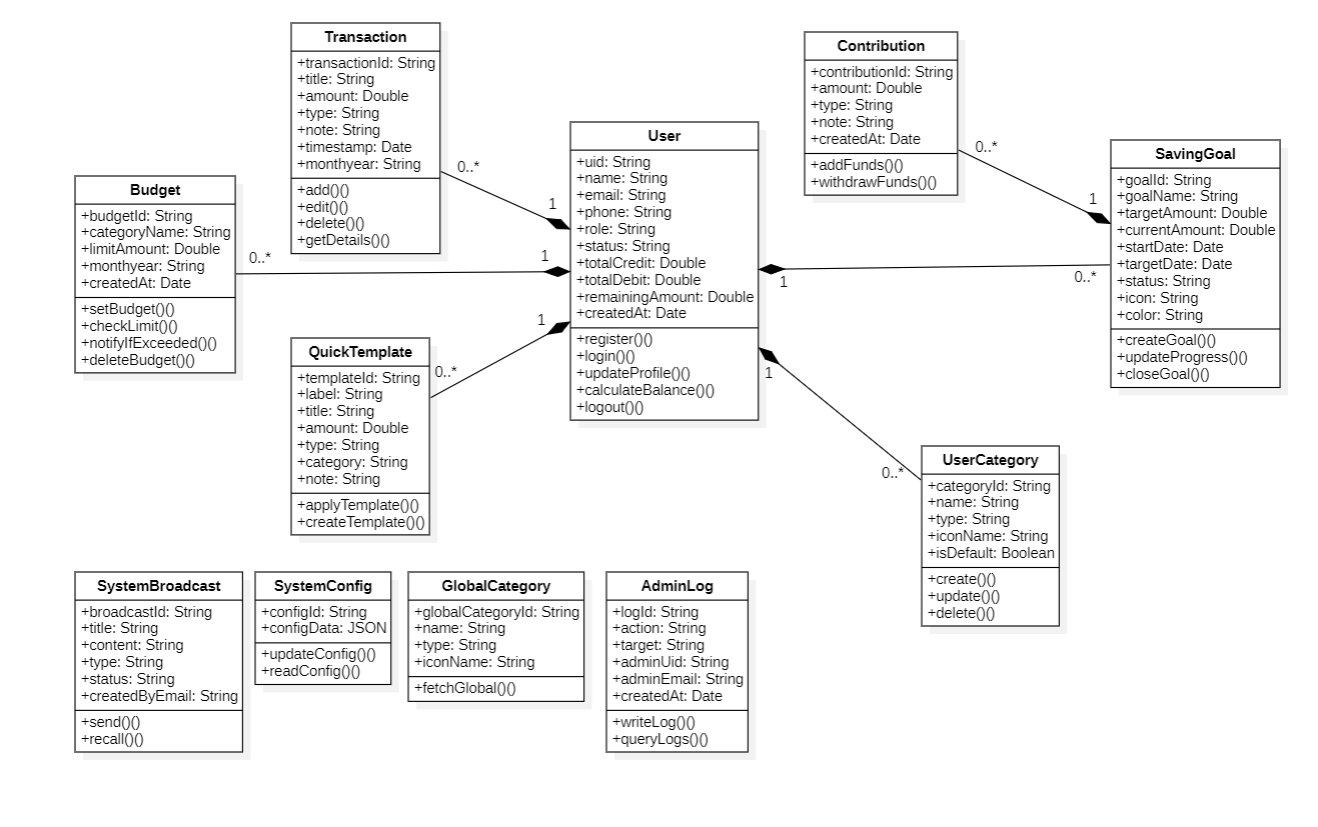 Transaction
+transactionId: String
+title: String
+amount: Double
+type: String
+note: String
+timestamp: Date
+monthyear: String
+add()()
+edit()()
+delete()()
+getDetails()()
0..*
1
Contribution
+contributionId: String
+amount: Double
+type: String
+note: String
+createdAt: Date
+addFunds()()
+withdrawFunds()()
0..*
1
User
+uid: String
+name: String
+email: String
+phone: String
+role: String
+status: String
+totalCredit: Double
+totalDebit: Double
+remainingAmount: Double
+createdAt: Date
+register()()
+login()()
+updateProfile()()
+calculateBalance()()
+logout()()
SavingGoal
+goalId: String
+goalName: String
+targetAmount: Double
+currentAmount: Double
+startDate: Date
+targetDate: Date
+status: String
+icon: String
+color: String
+createGoal()()
+updateProgress()()
+closeGoal()()
1
0..*
Budget
+budgetId: String
+categoryName: String
+limitAmount: Double
+monthyear: String
+createdAt: Date
+setBudget()()
+checkLimit()()
+notifyIfExceeded()()
+deleteBudget()()
0..*
1
QuickTemplate
+templateId: String
+label: String
+title: String
+amount: Double
+type: String
+category: String
+note: String
+applyTemplate()()
+createTemplate()()
0..*
1
1
0..*
UserCategory
+categoryId: String
+name: String
+type: String
+iconName: String
+isDefault: Boolean
+create()()
+update()()
+delete()()
SystemBroadcast
+broadcastId: String
+title: String
+content: String
+type: String
+status: String
+createdByEmail: String
+send()()
+recall()()
SystemConfig
+configId: String
+configData: JSON
+updateConfig()()
+readConfig()()
GlobalCategory
+globalCategoryId: String
+name: String
+type: String
+iconName: String
+fetchGlobal()()
AdminLog
+logId: String
+action: String
+target: String
+adminUid: String
+adminEmail: String
+createdAt: Date
+writeLog()()
+queryLogs()()